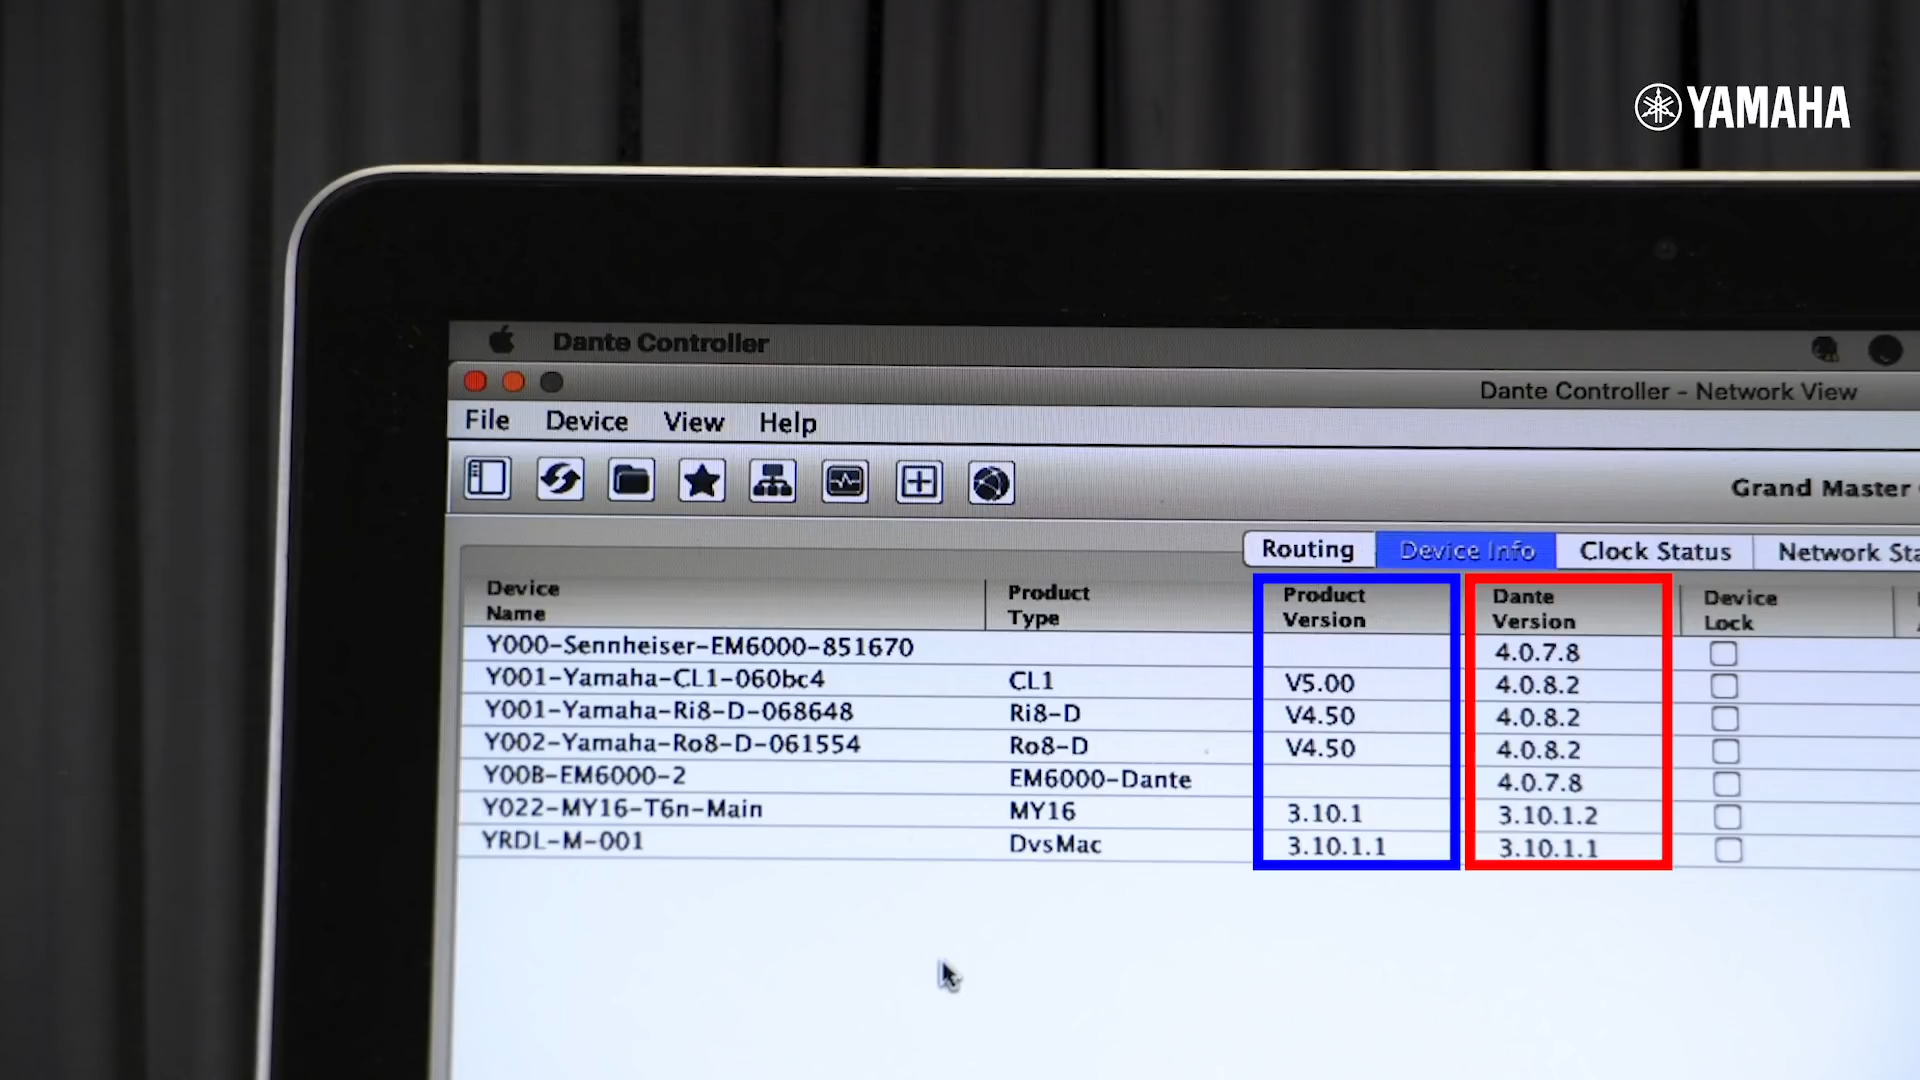 YAMAHA
Dante Controller
Dante Controller - Network View
File Device View Help
Grand Master
Routing Device Info Clock Status Network
Device Name Product Type Product Version Dante Version Device Lock
Y000-Sennheiser-EM6000-851670 4.0.7.8
Y001-Yamaha-CL1-060bc4 CL1 V5.00 4.0.8.2
Y001-Yamaha-Ri8-D-068648 Ri8-D V4.50 4.0.8.2
Y002-Yamaha-Ro8-D-061554 Ro8-D V4.50 4.0.8.2
Y00B-EM6000-2 EM6000-Dante 4.0.7.8
Y022-MY16-T6n-Main MY16 3.10.1 3.10.1.2
YRDL-M-001 DvsMac 3.10.1.1 3.10.1.1